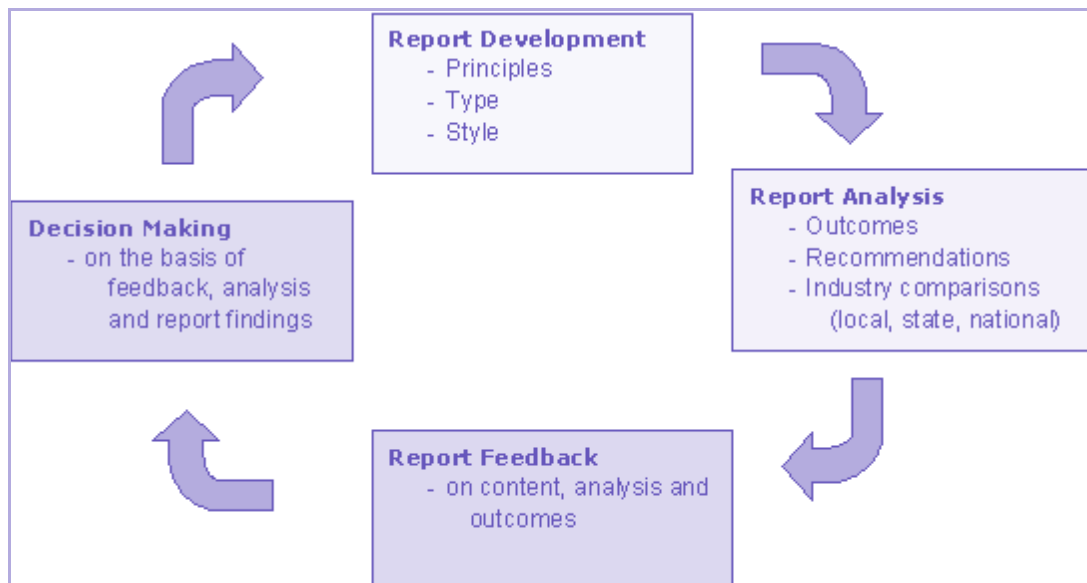 Report Development
- Principles
- Type
- Style
Report Analysis
- Outcomes
- Recommendations
- Industry comparisons
(local, state, national)
Report Feedback
- on content, analysis and
outcomes
Decision Making
- on the basis of
feedback, analysis
and report findings